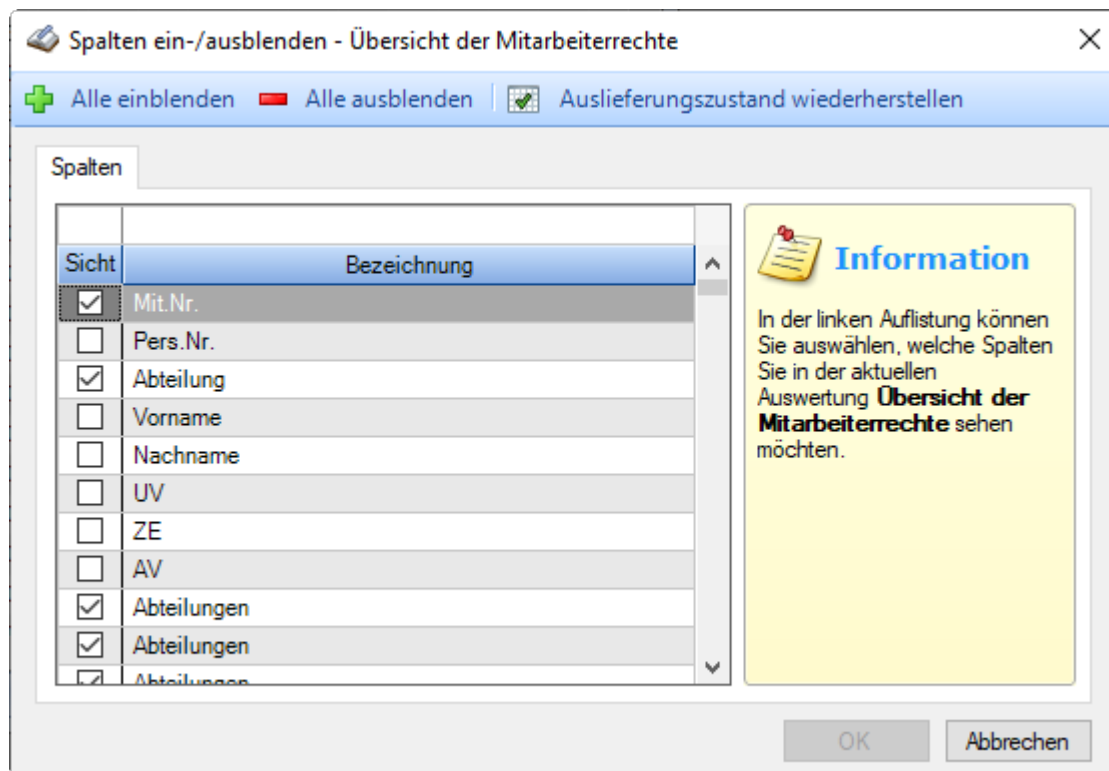 Spalten ein-/ausblenden - Übersicht der Mitarbeiterrechte
Alle einblenden Alle ausblenden Auslieferungszustand wiederherstellen
Spalten
Sicht Bezeichnung
Mit.Nr.
Pers.Nr.
Abteilung
Vorname
Nachname
UV
ZE
AV
Abteilungen
Abteilungen
Abteilungen
Information
In der linken Auflistung können
Sie auswählen, welche Spalten
Sie in der aktuellen
Auswertung Übersicht der
Mitarbeiterrechte sehen
möchten.
OK Abbrechen